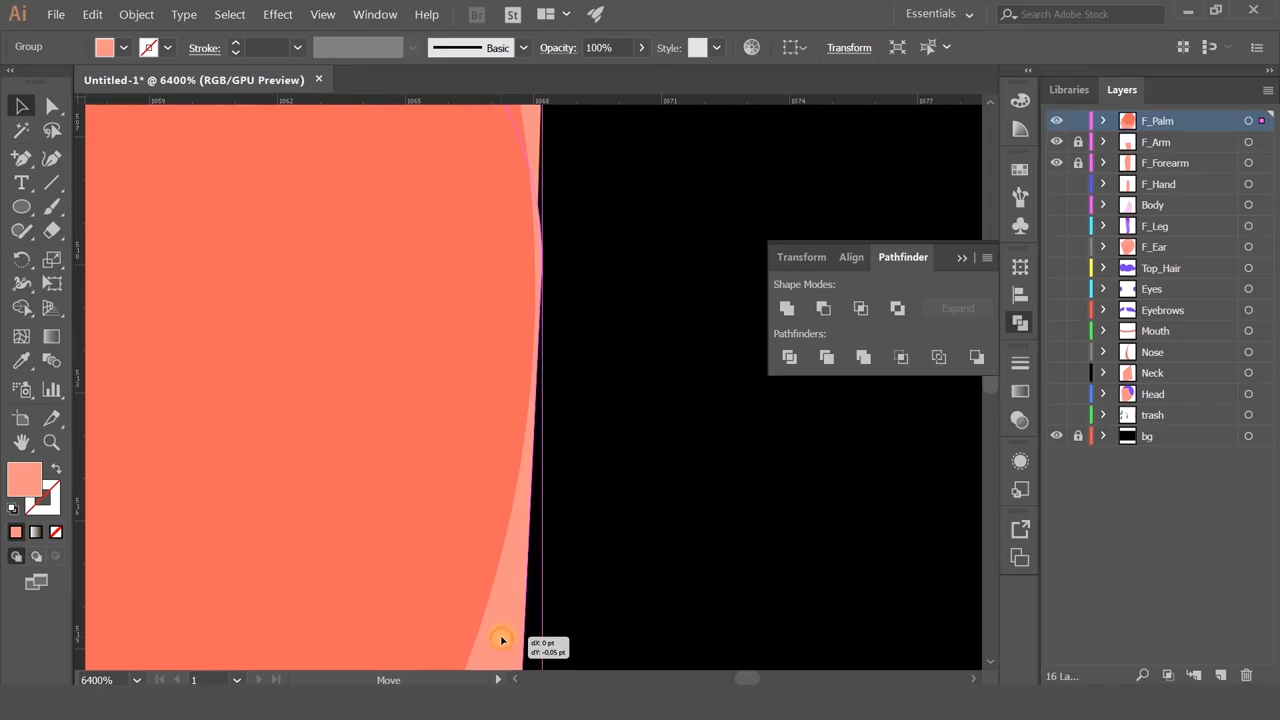 Ai File Edit Object Type Select Effect View Window Help Br St Essentials Search Adobe Stock
Group Stroke: Basic Opacity: 100% Style: Transform
Untitled-1* @ 6400% (RGB/GPU Preview)
1059 1062 1065 1068 1071 1074 1077
Libraries Layers
F_Palm
F_Arm
F_Forearm
F_Hand
Body
F_Leg
F_Ear
Top_Hair
Eyes
Eyebrows
Mouth
Nose
Neck
Head
trash
bg
Transform Align Pathfinder
Shape Modes:
Expand
Pathfinders:
dX: 0 pt
dY: -0,05 pt
6400% 1 Move
16 La...